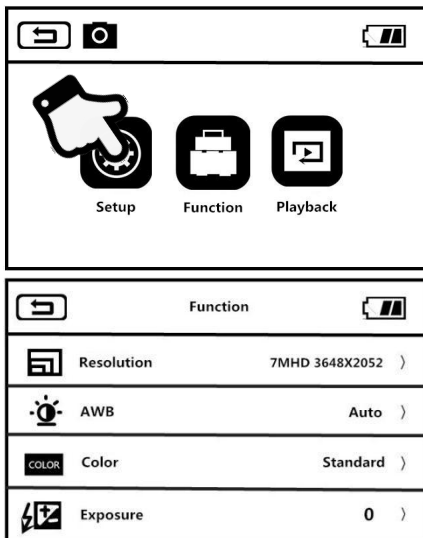 Setup Function Playback
Function
Resolution 7MHD 3648X2052 〉
AWB Auto 〉
COLOR Color Standard 〉
Exposure 0 〉